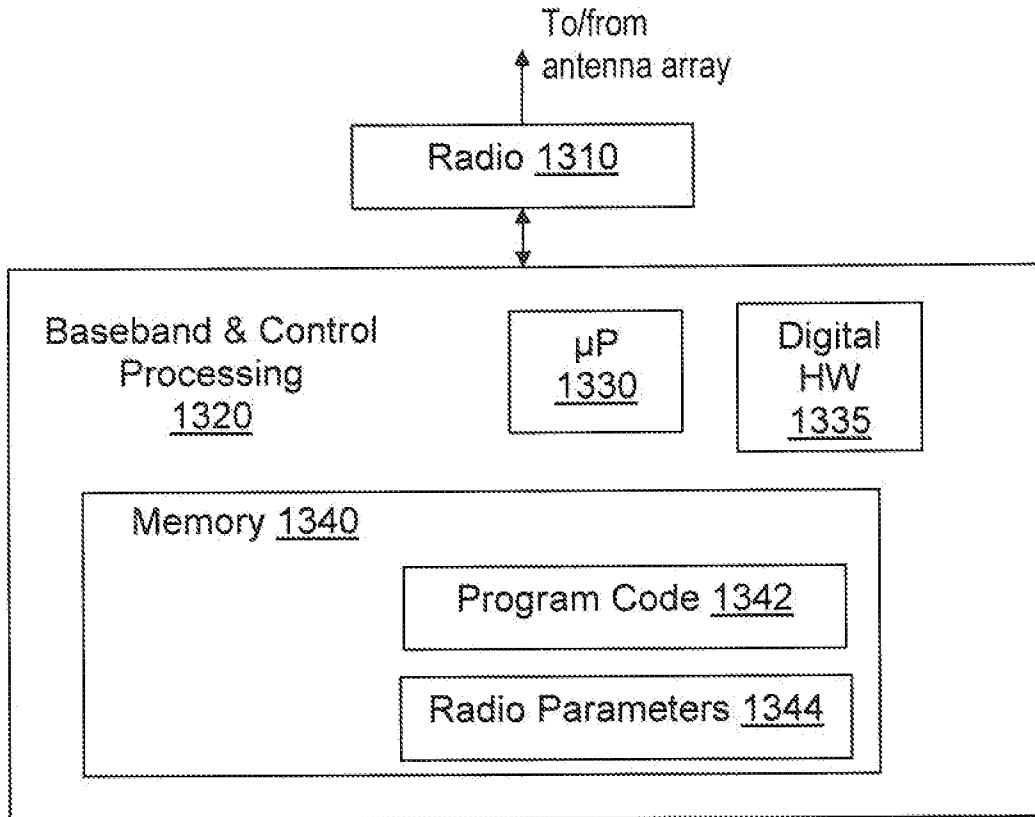 To/from
antenna array
Radio 1310
Baseband & Control
Processing
1320
µP
1330
Digital
HW
1335
Memory 1340
Program Code 1342
Radio Parameters 1344